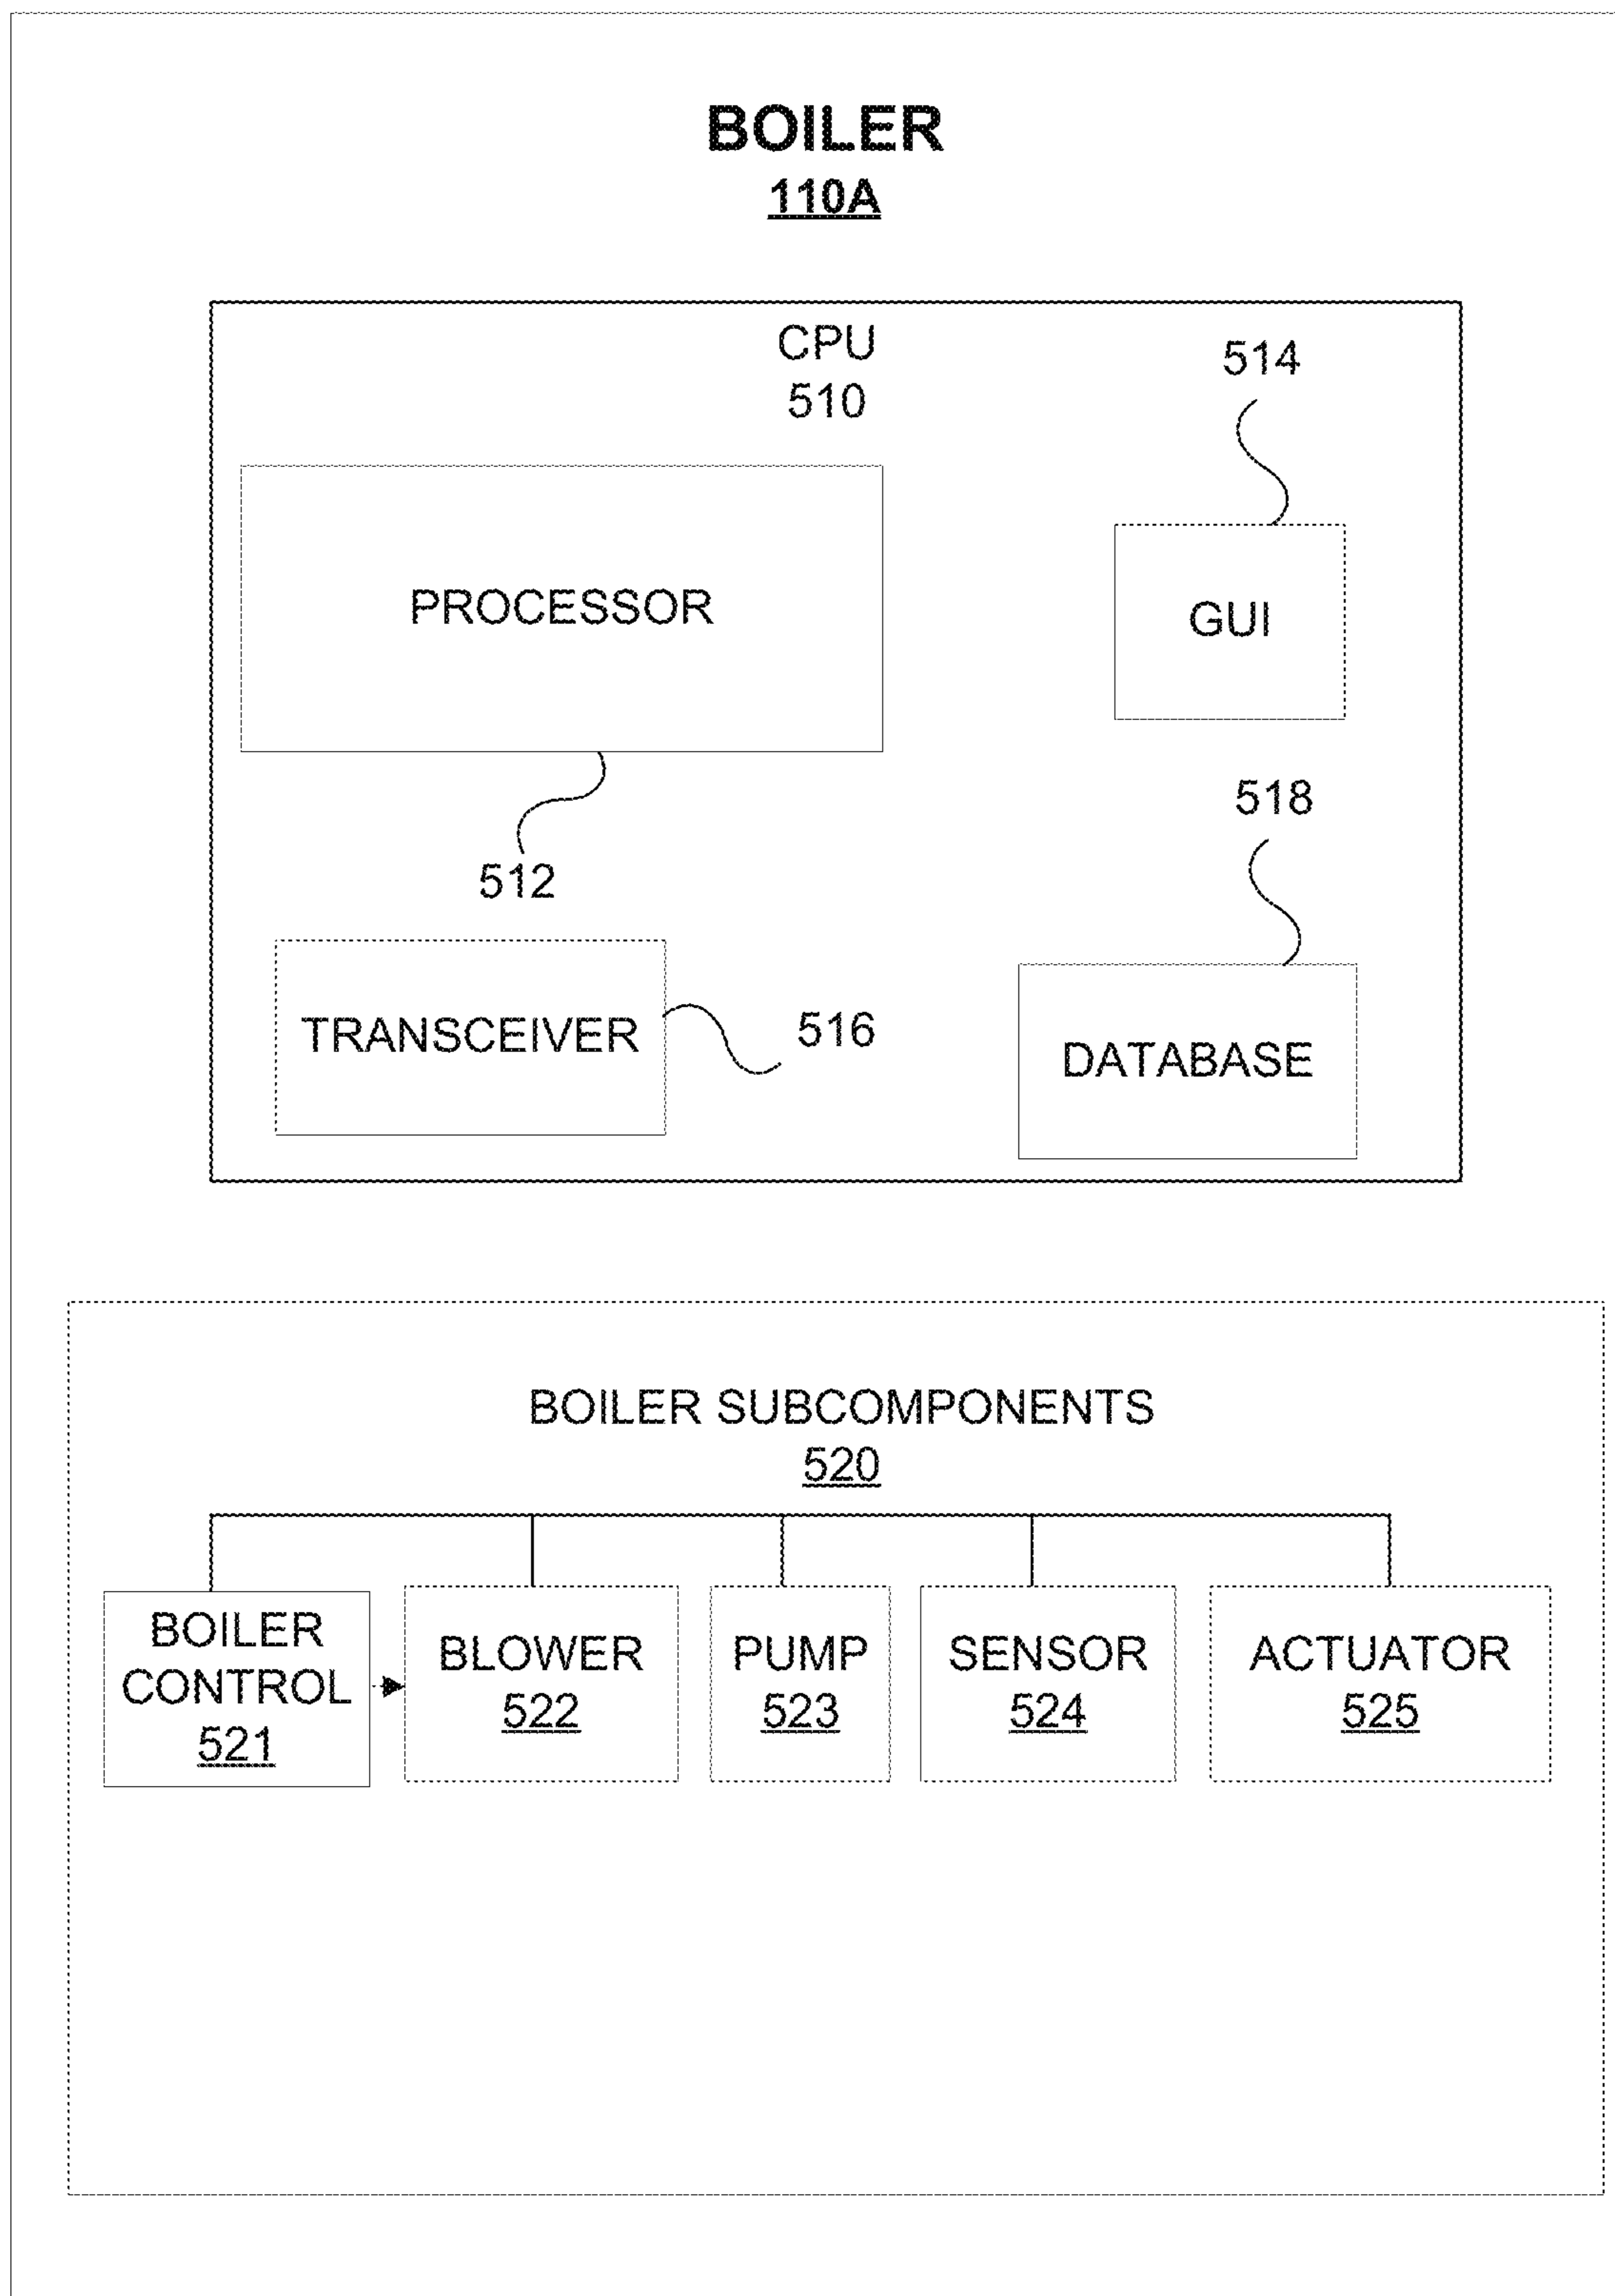 BOILER
110A
CPU
510
514
PROCESSOR
GUI
512
518
TRANSCEIVER
516
DATABASE
BOILER SUBCOMPONENTS
520
BOILER
CONTROL
521
BLOWER
522
PUMP
523
SENSOR
524
ACTUATOR
525